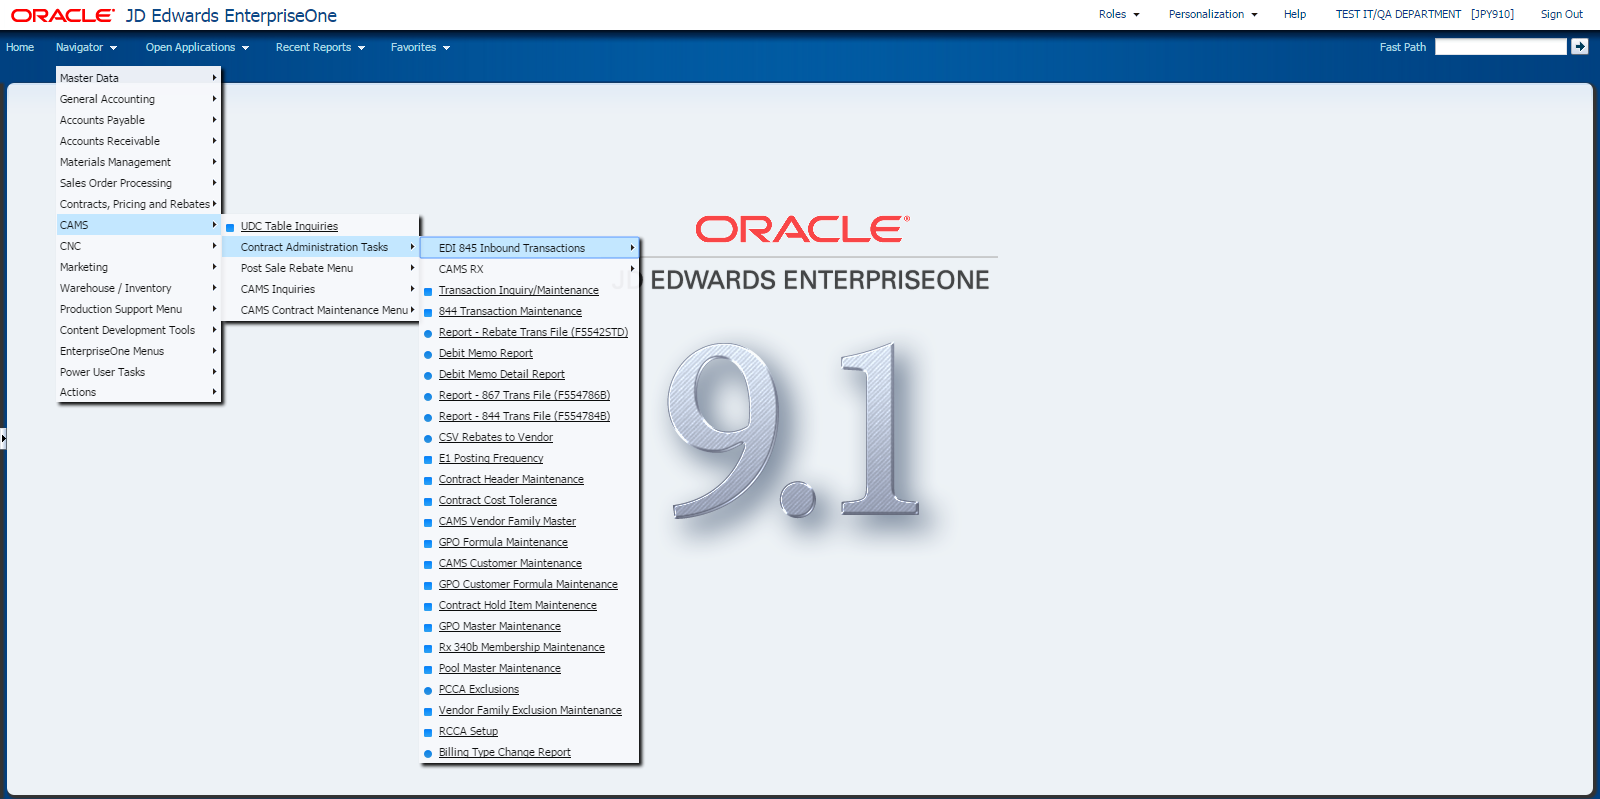 ORACLE JD Edwards EnterpriseOne
Roles Personalization Help TEST IT/QA DEPARTMENT [JPY910] Sign Out
Home Navigator Open Applications Recent Reports Favorites Fast Path
Master Data
General Accounting
Accounts Payable
Accounts Receivable
Materials Management
Sales Order Processing
Contracts, Pricing and Rebates
CAMS
CNC
Marketing
Warehouse / Inventory
Production Support Menu
Content Development Tools
EnterpriseOne Menus
Power User Tasks
Actions
UDC Table Inquiries
Contract Administration Tasks
Post Sale Rebate Menu
CAMS Inquiries
CAMS Contract Maintenance Menu
EDI 845 Inbound Transactions
CAMS RX
Transaction Inquiry/Maintenance
844 Transaction Maintenance
Report - Rebate Trans File (F5542STD)
Debit Memo Report
Debit Memo Detail Report
Report - 867 Trans File (F554786B)
Report - 844 Trans File (F554784B)
CSV Rebates to Vendor
E1 Posting Frequency
Contract Header Maintenance
Contract Cost Tolerance
CAMS Vendor Family Master
GPO Formula Maintenance
CAMS Customer Maintenance
GPO Customer Formula Maintenance
Contract Hold Item Maintenence
GPO Master Maintenance
Rx 340b Membership Maintenance
Pool Master Maintenance
PCCA Exclusions
Vendor Family Exclusion Maintenance
RCCA Setup
Billing Type Change Report
ORACLE
JD EDWARDS ENTERPRISEONE
9.1